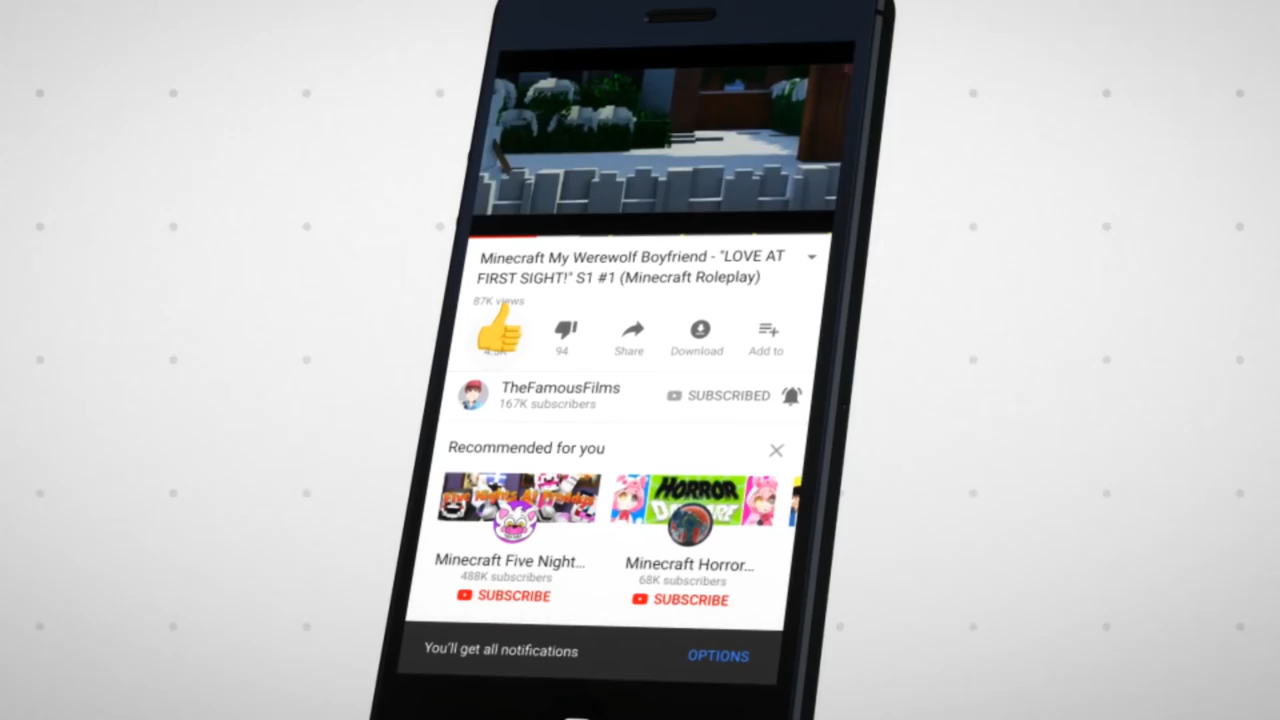 Minecraft My Werewolf Boyfriend - "LOVE AT
FIRST SIGHT!" S1 #1 (Minecraft Roleplay)
87K views
94
Share
Download
Add to
TheFamousFilms
167K subscribers
SUBSCRIBED
Recommended for you
HORROR
Minecraft Five Night...
488K subscribers
SUBSCRIBE
Minecraft Horror...
68K subscribers
SUBSCRIBE
You'll get all notifications
OPTIONS